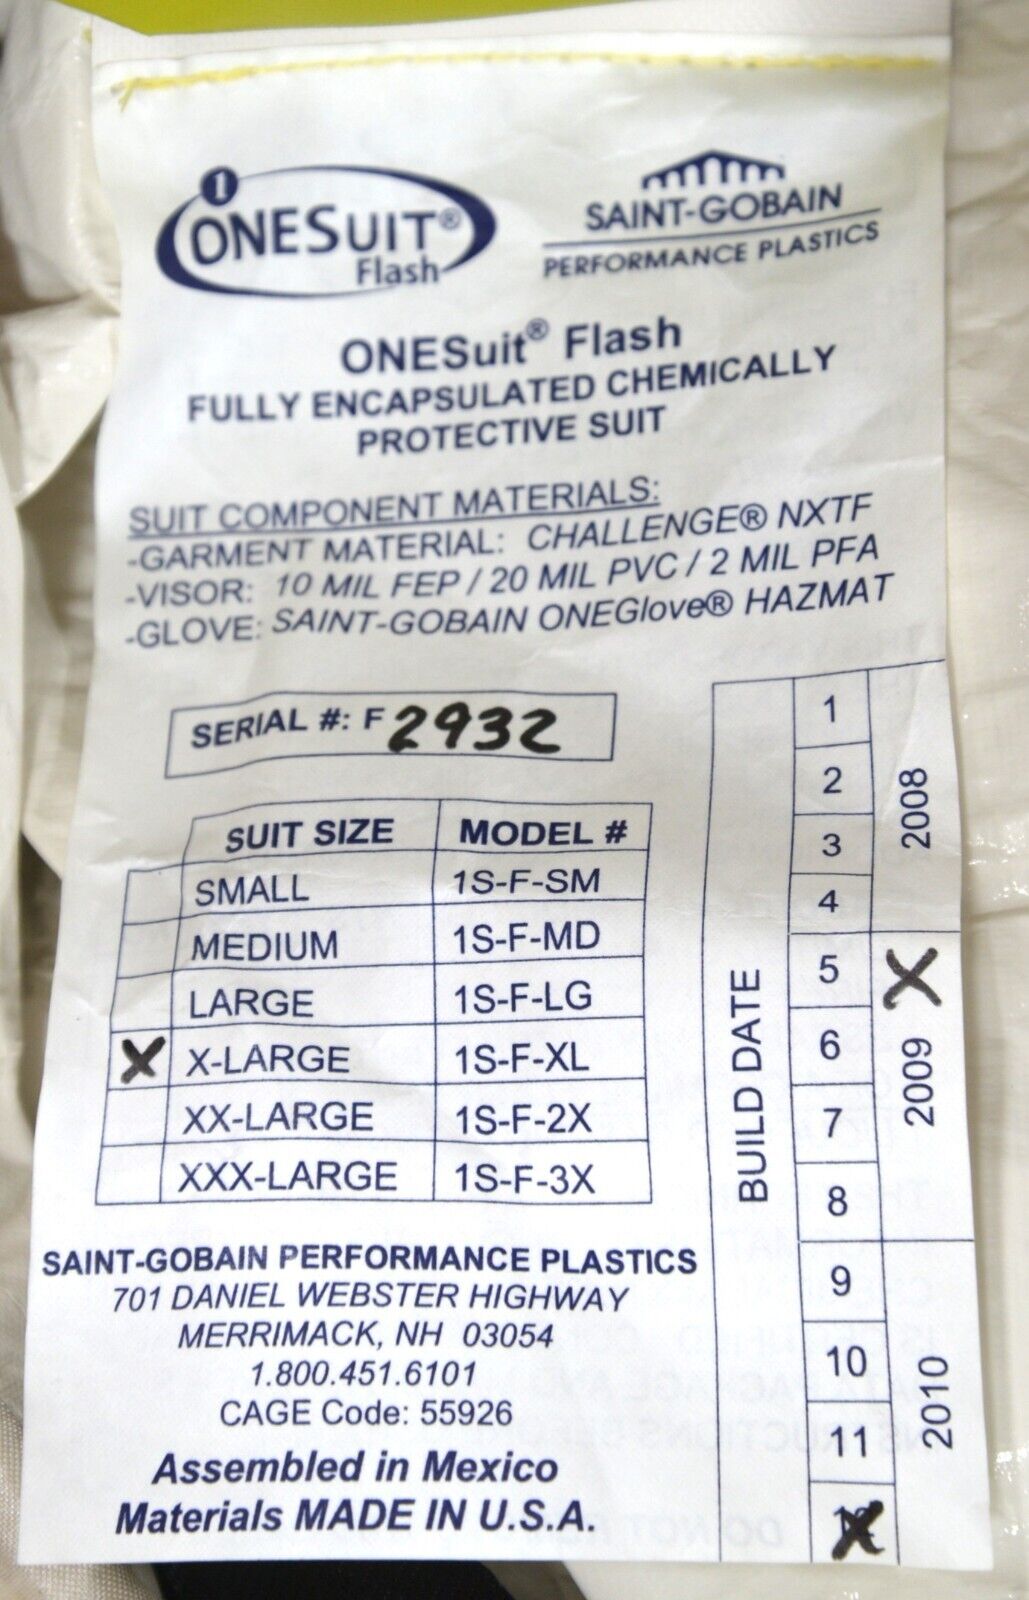 1
ONESUIT®
Flash
SAINT-GOBAIN
PERFORMANCE PLASTICS
ONESuit® Flash
FULLY ENCAPSULATED CHEMICALLY
PROTECTIVE SUIT
SUIT COMPONENT MATERIALS:
-GARMENT MATERIAL: CHALLENGE® NXTF
-VISOR: 10 MIL FEP / 20 MIL PVC / 2 MIL PFA
-GLOVE: SAINT-GOBAIN ONEGlove® HAZMAT
SERIAL #: F 2932
SUIT SIZE MODEL #
SMALL 1S-F-SM
MEDIUM 1S-F-MD
LARGE 1S-F-LG
X X-LARGE 1S-F-XL
XX-LARGE 1S-F-2X
XXX-LARGE 1S-F-3X
BUILD DATE
1
2
3
4
5
6
7
8
9
10
11
12 X
2008
X
2009
2010
SAINT-GOBAIN PERFORMANCE PLASTICS
701 DANIEL WEBSTER HIGHWAY
MERRIMACK, NH 03054
1.800.451.6101
CAGE Code: 55926
Assembled in Mexico
Materials MADE IN U.S.A.